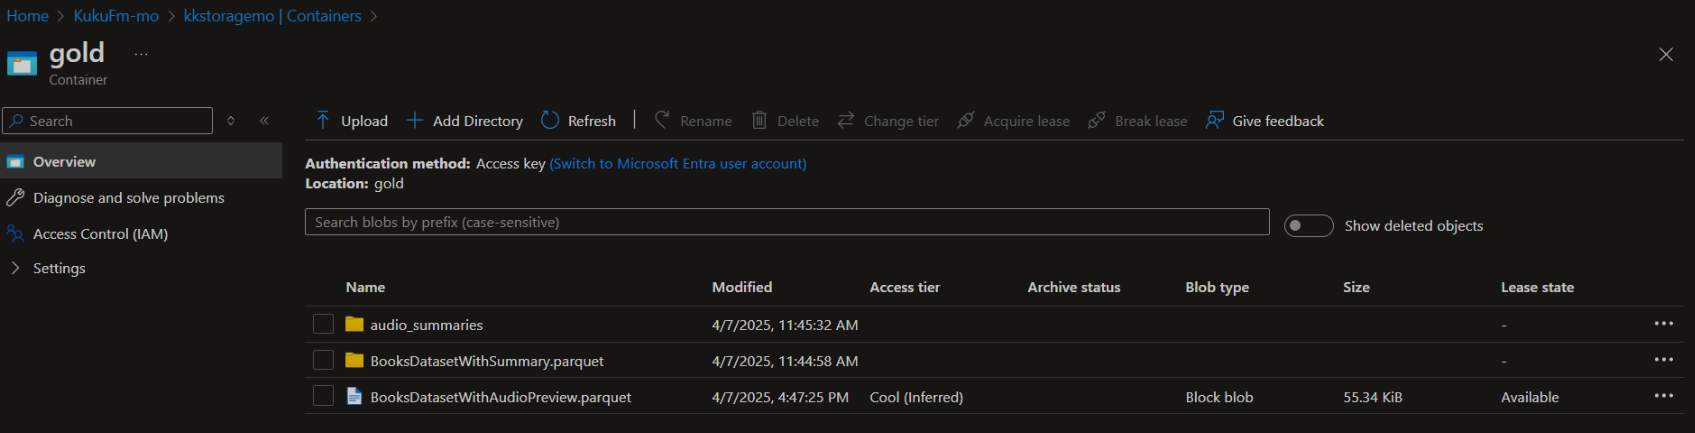 Home > KukuFm-mo > kkstoragemo | Containers >
gold ...
Container
Search
Upload Add Directory Refresh | Rename Delete Change tier Acquire lease Break lease Give feedback
Overview
Diagnose and solve problems
Access Control (IAM)
Settings
Authentication method: Access key (Switch to Microsoft Entra user account)
Location: gold
Search blobs by prefix (case-sensitive)
Show deleted objects
Name Modified Access tier Archive status Blob type Size Lease state
audio_summaries 4/7/2025, 11:45:32 AM -
BooksDatasetWithSummary.parquet 4/7/2025, 11:44:58 AM -
BooksDatasetWithAudioPreview.parquet 4/7/2025, 4:47:25 PM Cool (Inferred) Block blob 55.34 KiB Available